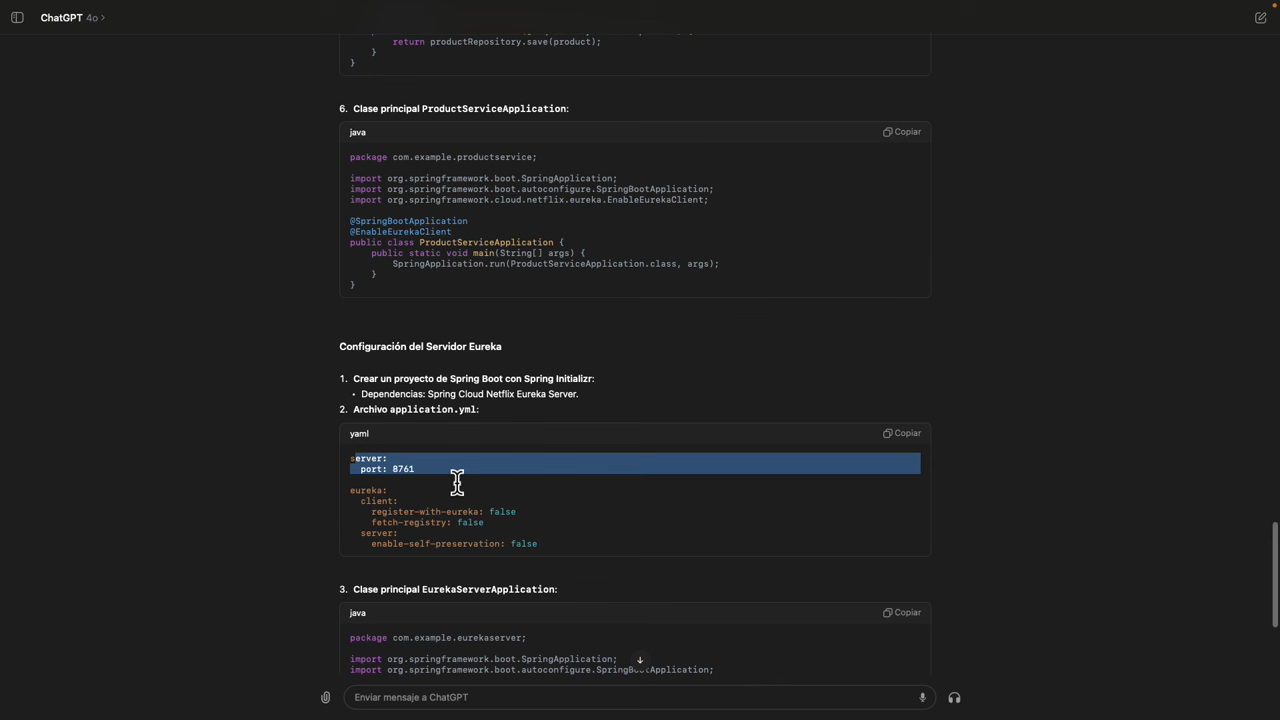 ChatGPT 4o >
return productRepository.save(product);
}
}
6. Clase principal ProductServiceApplication:
java
Copiar
package com.example.productservice;
import org.springframework.boot.SpringApplication;
import org.springframework.boot.autoconfigure.SpringBootApplication;
import org.springframework.cloud.netflix.eureka.EnableEurekaClient;
@SpringBootApplication
@EnableEurekaClient
public class ProductServiceApplication {
public static void main(String[] args) {
SpringApplication.run(ProductServiceApplication.class, args);
}
}
Configuración del Servidor Eureka
1. Crear un proyecto de Spring Boot con Spring Initializr:
• Dependencias: Spring Cloud Netflix Eureka Server.
2. Archivo application.yml:
yaml
Copiar
server:
port: 8761
eureka:
client:
register-with-eureka: false
fetch-registry: false
server:
enable-self-preservation: false
3. Clase principal EurekaServerApplication:
java
Copiar
package com.example.eurekaserver;
import org.springframework.boot.SpringApplication;
import org.springframework.boot.autoconfigure.SpringBootApplication;
Enviar mensaje a ChatGPT